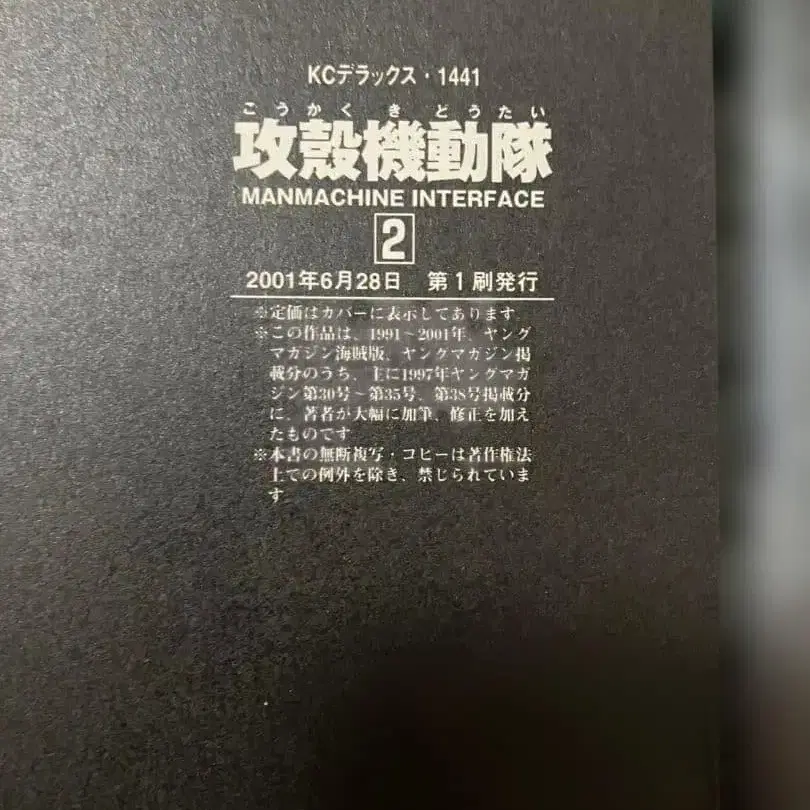 KCデラックス・1441
こうかくきどうたい
攻殻機動隊
MANMACHINE INTERFACE
2
2001年6月28日 第1刷発行
※定価はカバーに表示してあります
※この作品は、1991～2001年、ヤング
マガジン海賊版、ヤングマガジン掲
載分のうち、主に1997年ヤングマガ
ジン第30号～第35号、第38号掲載分
に、著者が大幅に加筆、修正を加え
たものです
※本書の無断複写・コピーは著作権法
上での例外を除き、禁じられていま
す